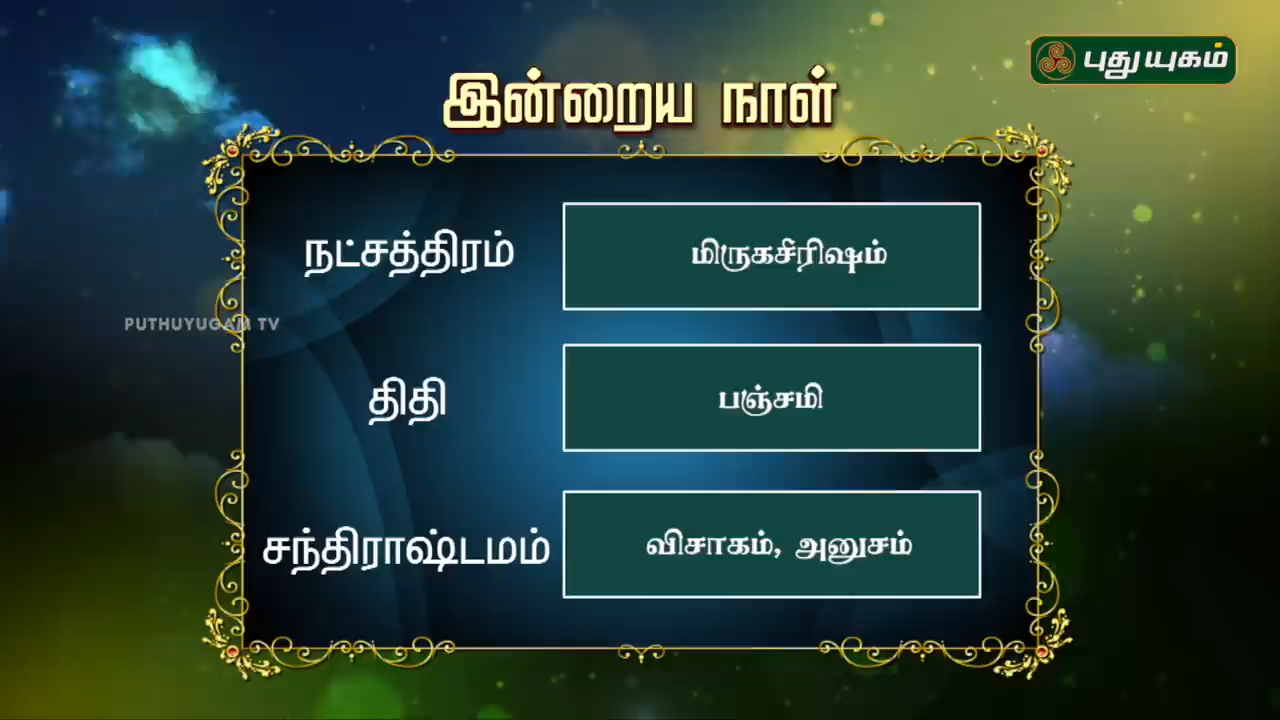 புதுயுகம்
இன்றைய நாள்
நட்சத்திரம் மிருகசீரிஷம்
PUTHUYUGAM TV
திதி பஞ்சமி
சந்திராஷ்டமம் விசாகம், அனுசம்